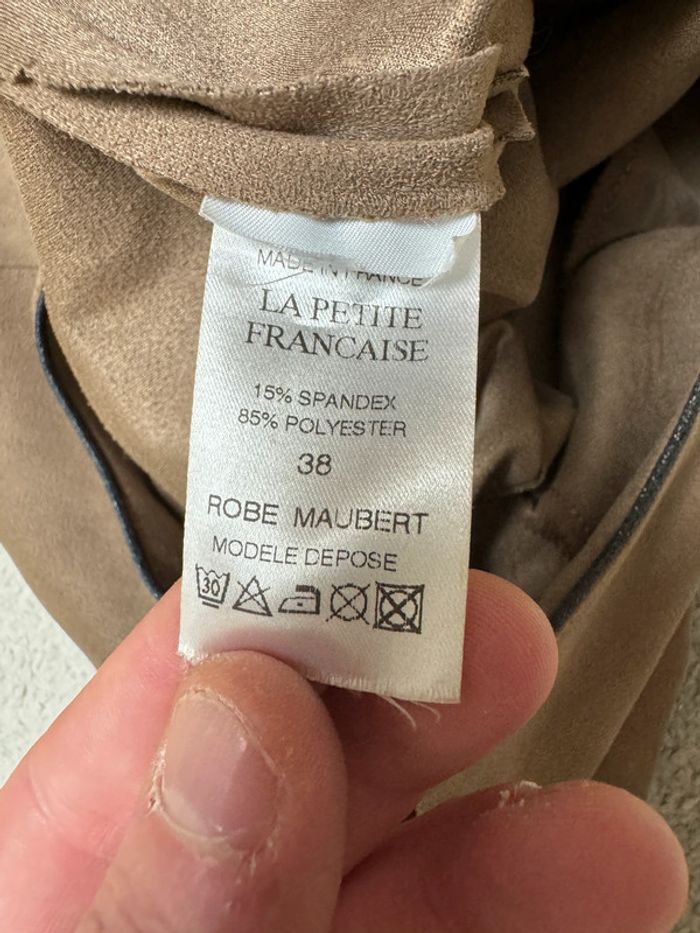 MADE IN FRANCE
LA PETITE
FRANCAISE
15% SPANDEX
85% POLYESTER
38
ROBE MAUBERT
MODELE DEPOSE
30